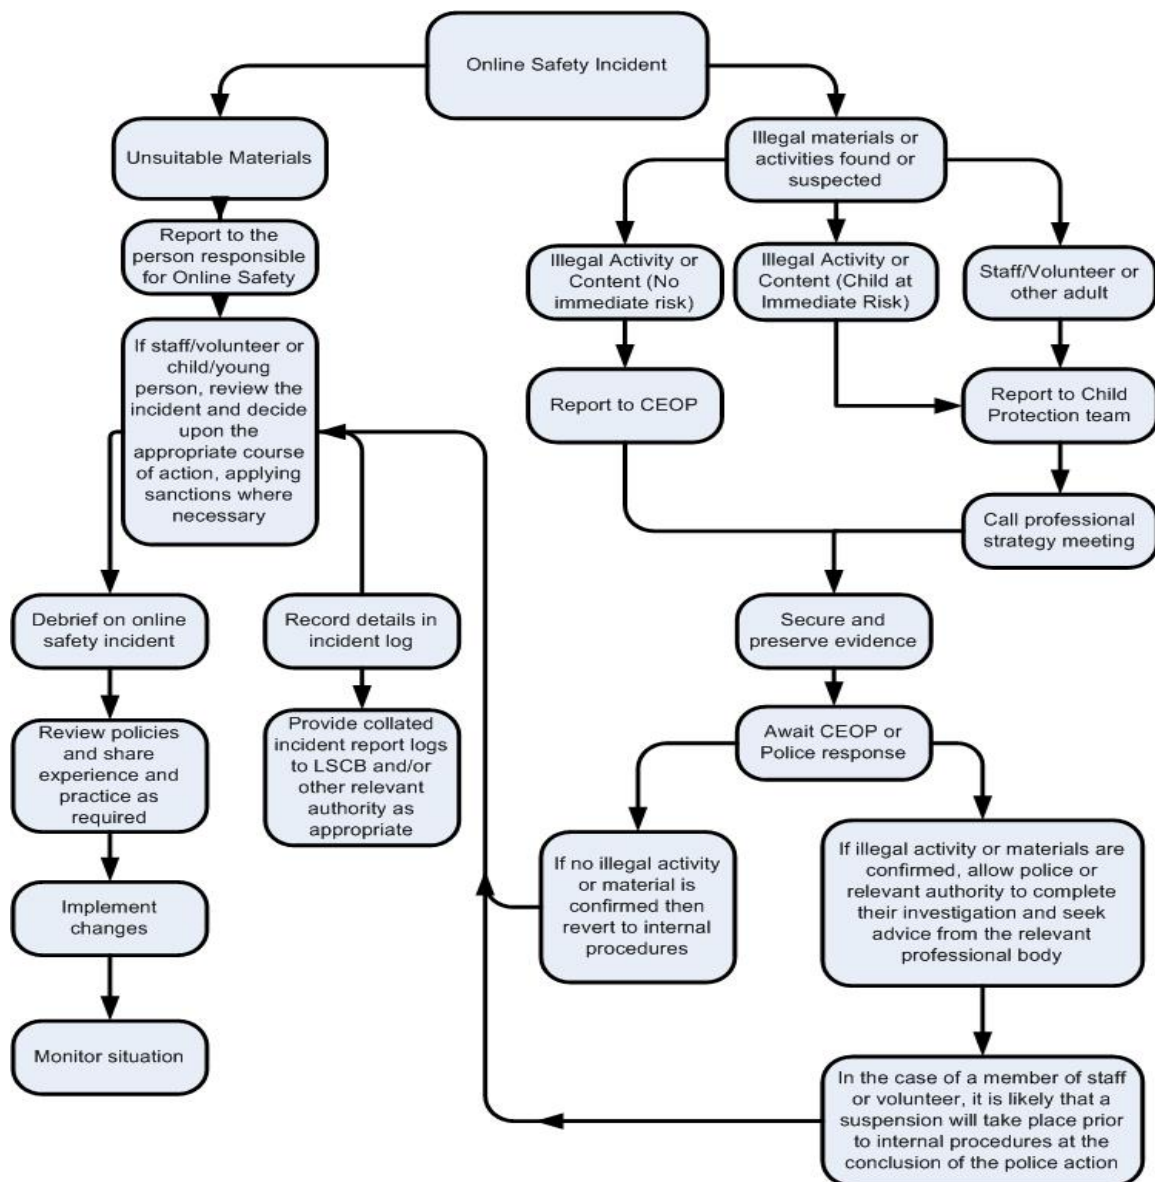 Online Safety Incident
Unsuitable Materials
Report to the
person responsible
for Online Safety
If staff/volunteer or
child/young
person, review the
incident and decide
upon the
appropriate course
of action, applying
sanctions where
necessary
Debrief on online
safety incident
Review policies
and share
experience and
practice as
required
Implement
changes
Monitor situation
Record details in
incident log
Provide collated
incident report logs
to LSCB and/or
other relevant
authority as
appropriate
Illegal materials or
activities found or
suspected
Illegal Activity or
Content (No
immediate risk)
Illegal Activity or
Content (Child at
Immediate Risk)
Staff/Volunteer or
other adult
Report to CEOP
Report to Child
Protection team
Call professional
strategy meeting
Secure and
preserve evidence
Await CEOP or
Police response
If no illegal activity
or material is
confirmed then
revert to internal
procedures
If illegal activity or materials are
confirmed, allow police or
relevant authority to complete
their investigation and seek
advice from the relevant
professional body
In the case of a member of staff
or volunteer, it is likely that a
suspension will take place prior
to internal procedures at the
conclusion of the police action